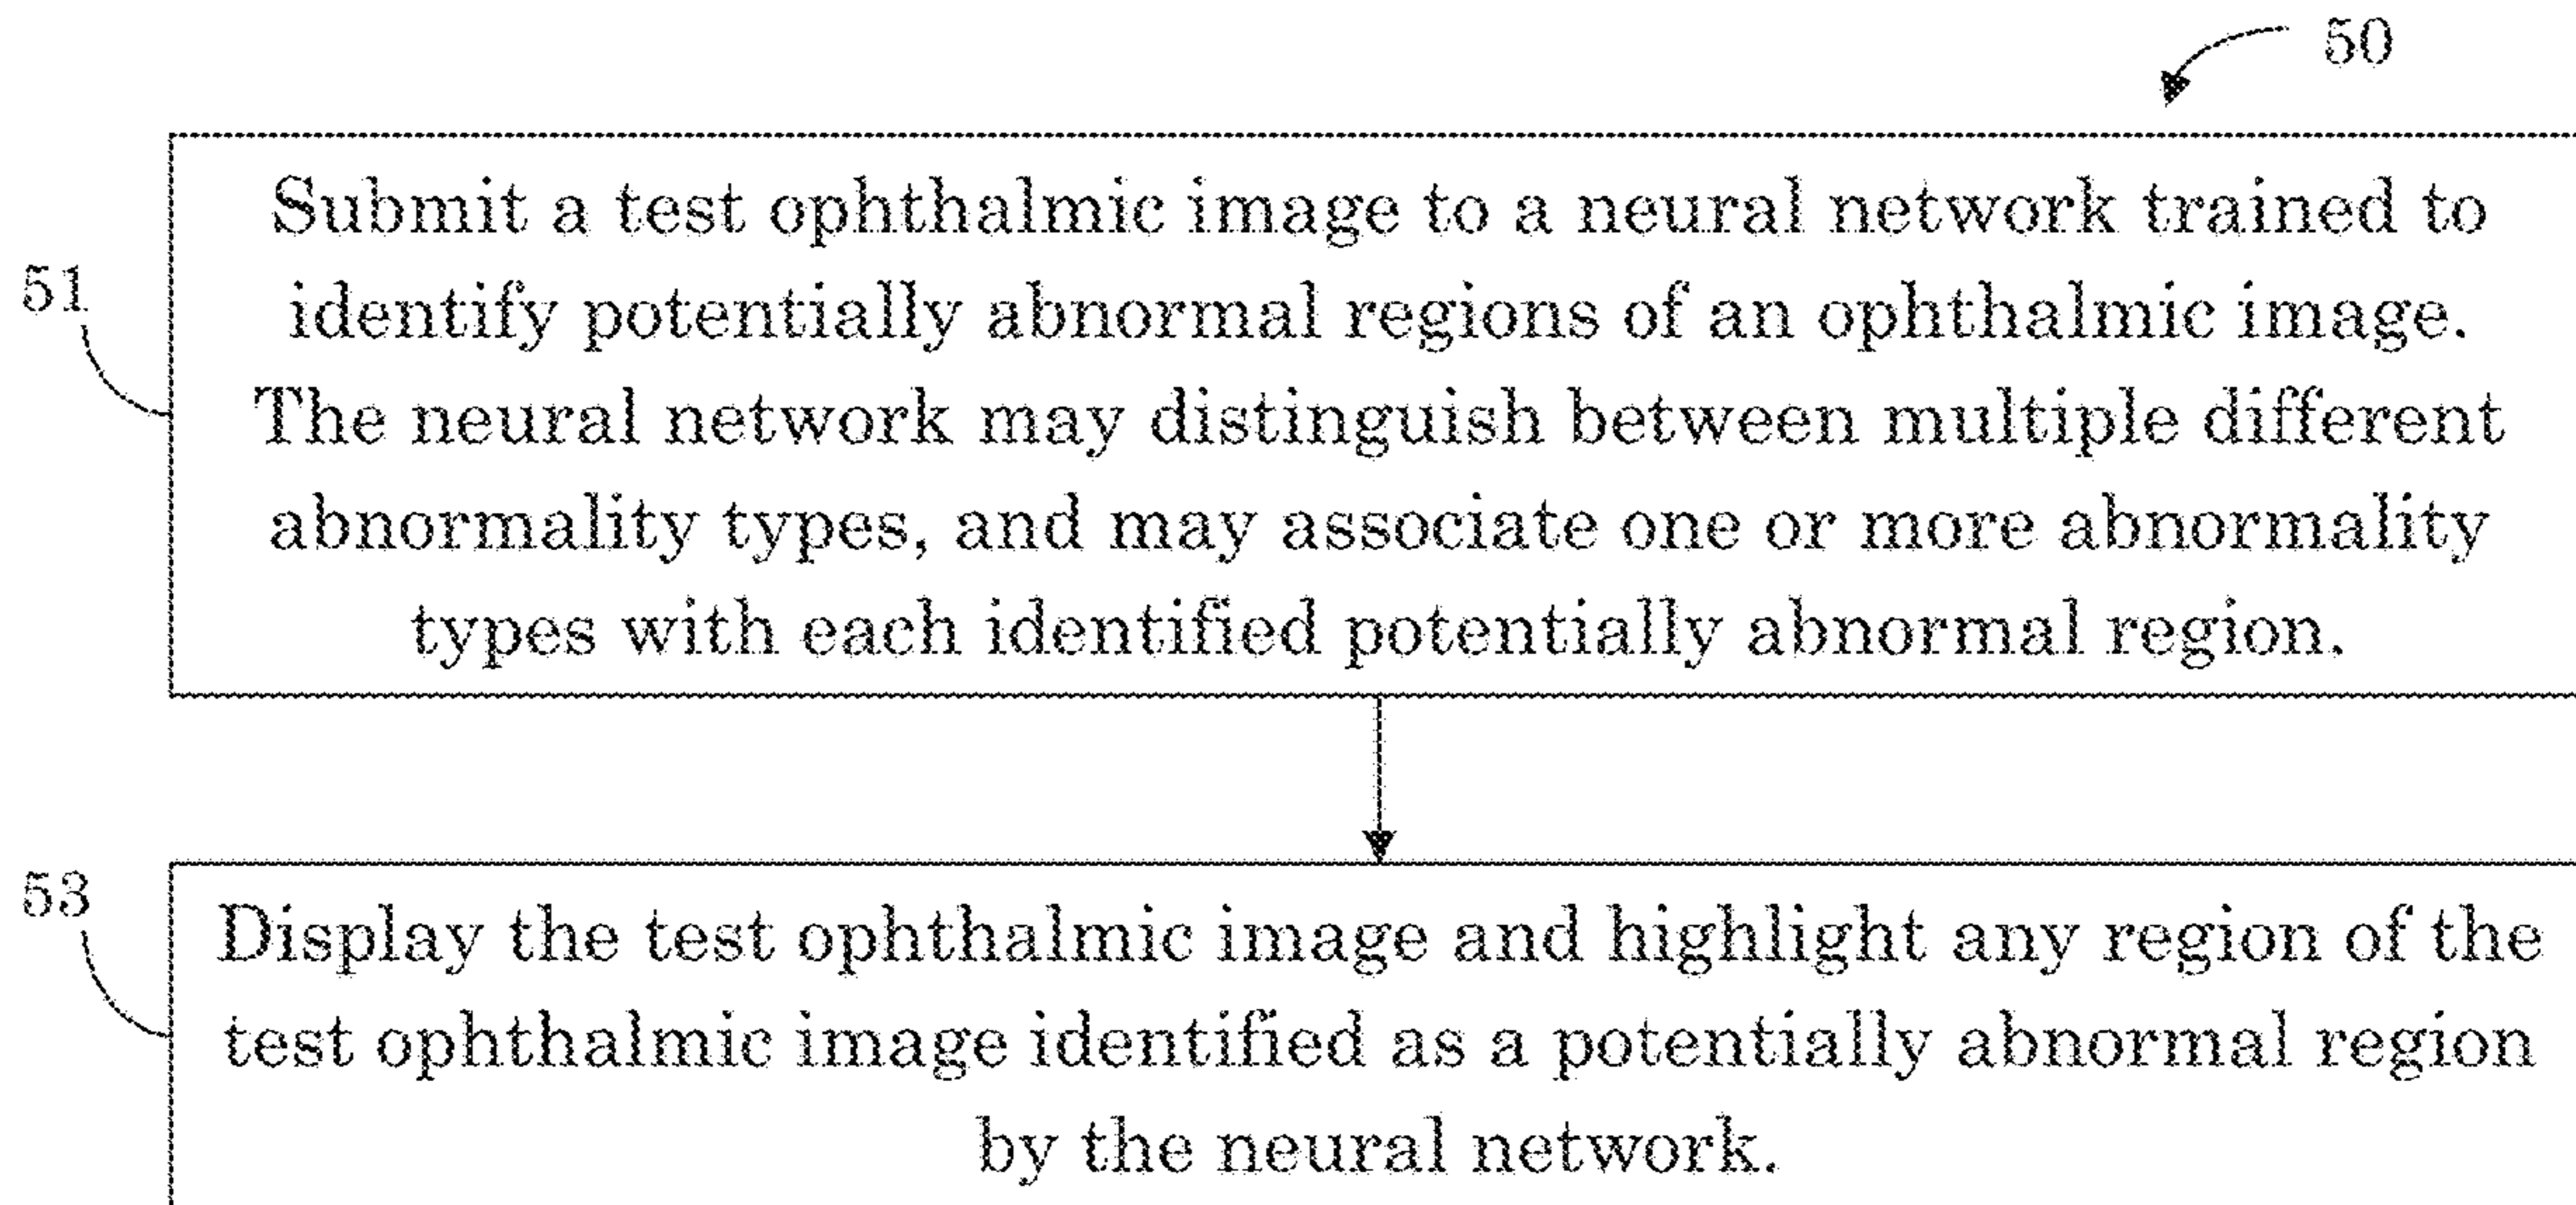 50
51
Submit a test ophthalmic image to a neural network trained to
identify potentially abnormal regions of an ophthalmic image.
The neural network may distinguish between multiple different
abnormality types, and may associate one or more abnormality
types with each identified potentially abnormal region.
53
Display the test ophthalmic image and highlight any region of the
test ophthalmic image identified as a potentially abnormal region
by the neural network.